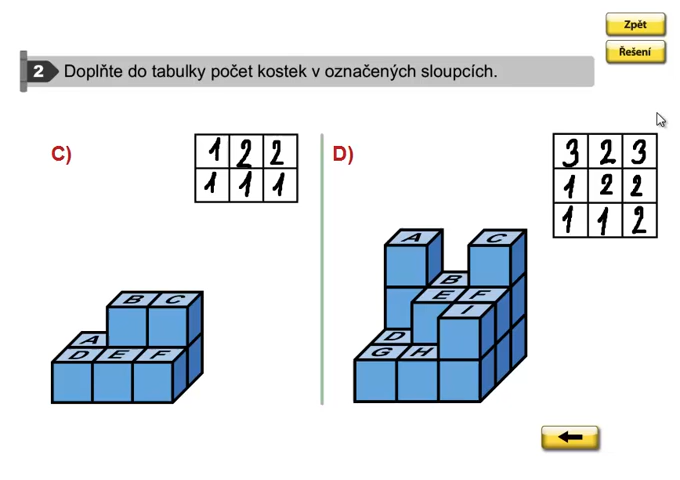 Zpět
Řešení
2 Doplňte do tabulky počet kostek v označených sloupcích.
C)
1 2 2
1 1 1
D)
3 2 3
1 2 2
1 1 2
B C
A
D E F
A C
B
E F
I
D
G H